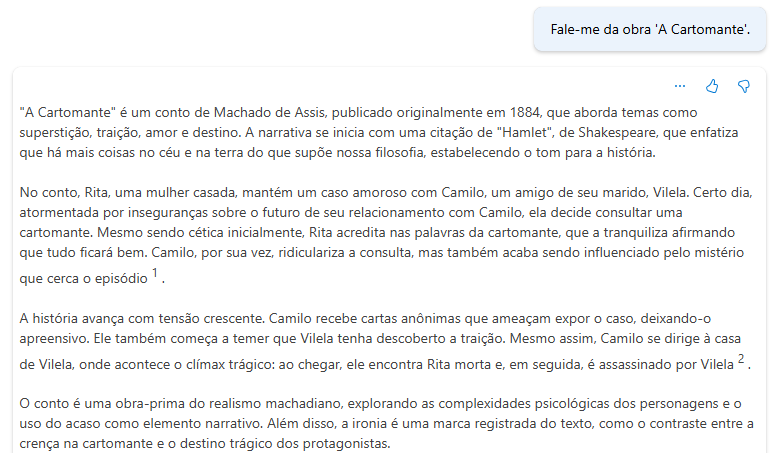 Fale-me da obra 'A Cartomante'.
"A Cartomante" é um conto de Machado de Assis, publicado originalmente em 1884, que aborda temas como
superstição, traição, amor e destino. A narrativa se inicia com uma citação de "Hamlet", de Shakespeare, que enfatiza
que há mais coisas no céu e na terra do que supõe nossa filosofia, estabelecendo o tom para a história.
No conto, Rita, uma mulher casada, mantém um caso amoroso com Camilo, um amigo de seu marido, Vilela. Certo dia,
atormentada por inseguranças sobre o futuro de seu relacionamento com Camilo, ela decide consultar uma
cartomante. Mesmo sendo cética inicialmente, Rita acredita nas palavras da cartomante, que a tranquiliza afirmando
que tudo ficará bem. Camilo, por sua vez, ridiculariza a consulta, mas também acaba sendo influenciado pelo mistério
que cerca o episódio 1 .
A história avança com tensão crescente. Camilo recebe cartas anônimas que ameaçam expor o caso, deixando-o
apreensivo. Ele também começa a temer que Vilela tenha descoberto a traição. Mesmo assim, Camilo se dirige à casa
de Vilela, onde acontece o clímax trágico: ao chegar, ele encontra Rita morta e, em seguida, é assassinado por Vilela 2 .
O conto é uma obra-prima do realismo machadiano, explorando as complexidades psicológicas dos personagens e o
uso do acaso como elemento narrativo. Além disso, a ironia é uma marca registrada do texto, como o contraste entre a
crença na cartomante e o destino trágico dos protagonistas.